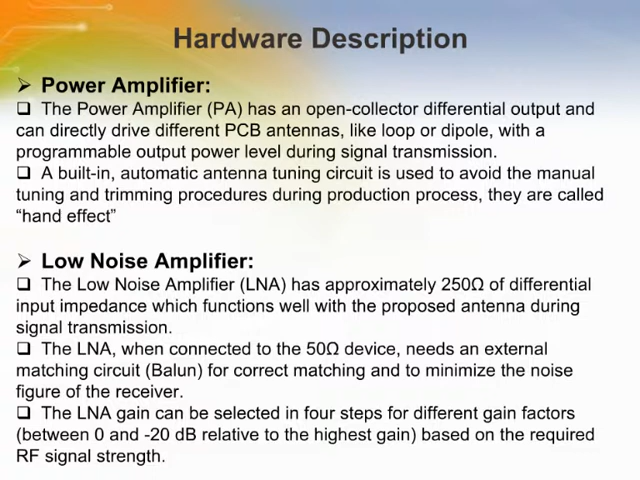 Hardware Description
➢ Power Amplifier:
❑ The Power Amplifier (PA) has an open-collector differential output and
can directly drive different PCB antennas, like loop or dipole, with a
programmable output power level during signal transmission.
❑ A built-in, automatic antenna tuning circuit is used to avoid the manual
tuning and trimming procedures during production process, they are called
“hand effect”
➢ Low Noise Amplifier:
❑ The Low Noise Amplifier (LNA) has approximately 250Ω of differential
input impedance which functions well with the proposed antenna during
signal transmission.
❑ The LNA, when connected to the 50Ω device, needs an external
matching circuit (Balun) for correct matching and to minimize the noise
figure of the receiver.
❑ The LNA gain can be selected in four steps for different gain factors
(between 0 and -20 dB relative to the highest gain) based on the required
RF signal strength.